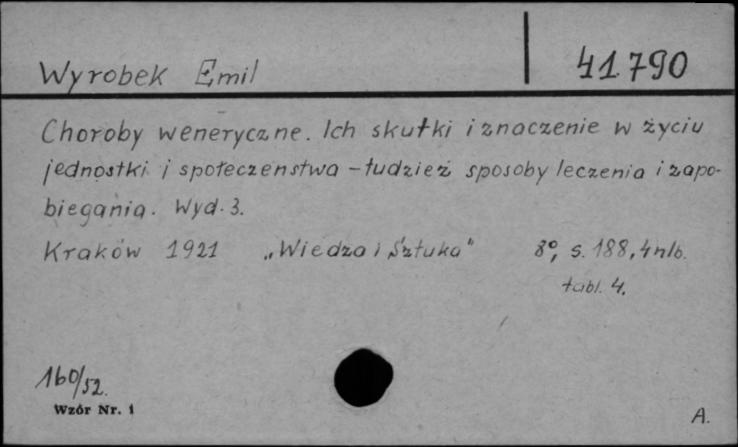 Wyrobek Emil
41790
Choroby weneryczne. Ich skutki i znaczenie w życiu
jednostki i społeczenstwa - tudzież sposoby leczenia i zapo-
biegania. Wyd. 3.
Kraków 1921 „Wiedza i Sztuka" 8°, s. 188, 4 nlb.
tabl. 4.
160/52.
Wzór Nr. 1
A.